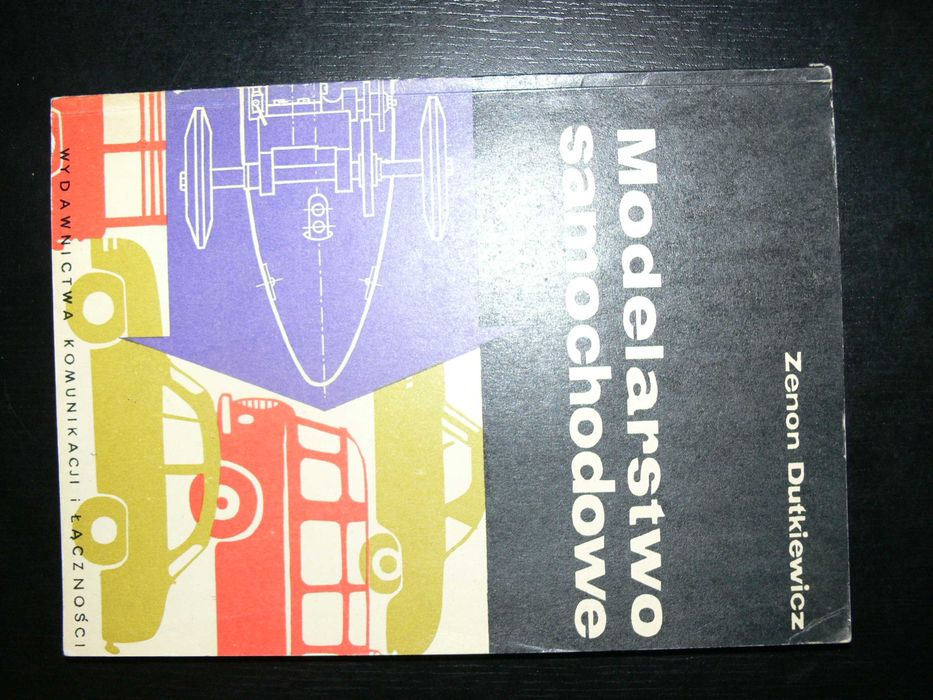 Zenon Dutkiewicz
Modelarstwo
samochodowe
WYDAWNICTWA KOMUNIKACJI i ŁĄCZNOŚCI